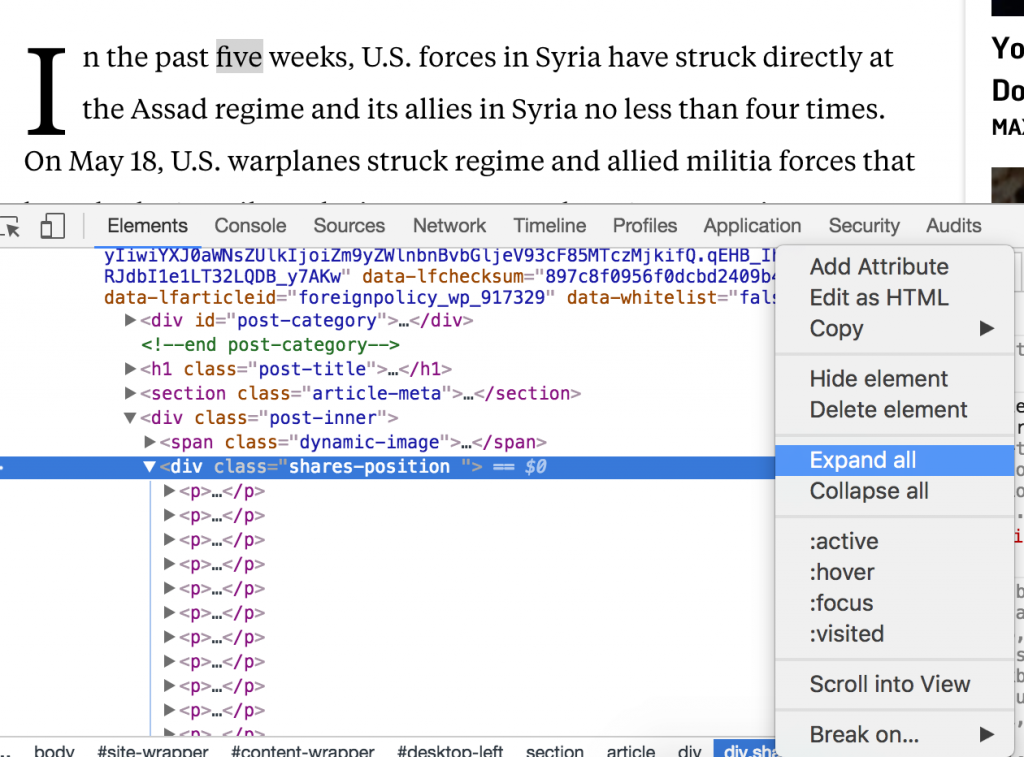 In the past five weeks, U.S. forces in Syria have struck directly at
the Assad regime and its allies in Syria no less than four times.
On May 18, U.S. warplanes struck regime and allied militia forces that
Yo
Do
MAX
Elements Console Sources Network Timeline Profiles Application Security Audits
yIiwiYXJ0aWNsZUlkIjoiZm9yZWlnbnBvbGljeV93cF85MTczMjkifQ.qEHB_I
RJdbI1e1LT32LQDB_y7AKw" data-lfchecksum="897c8f0956f0dcbd2409b4
data-lfarticleid="foreignpolicy_wp_917329" data-whitelist="fals
▶<div id="post-category">…</div>
<!--end post-category-->
▶<h1 class="post-title">…</h1>
▶<section class="article-meta">…</section>
▼<div class="post-inner">
▶<span class="dynamic-image">…</span>
▼<div class="shares-position "> == $0
▶<p>…</p>
▶<p>…</p>
▶<p>…</p>
▶<p>…</p>
▶<p>…</p>
▶<p>…</p>
▶<p>…</p>
▶<p>…</p>
▶<p>…</p>
▶<p>…</p>
▶<p>…</p>
Add Attribute
Edit as HTML
Copy ▶
Hide element
Delete element
Expand all
Collapse all
:active
:hover
:focus
:visited
Scroll into View
Break on... ▶
... body #site-wrapper #content-wrapper #desktop-left section article div div.sha